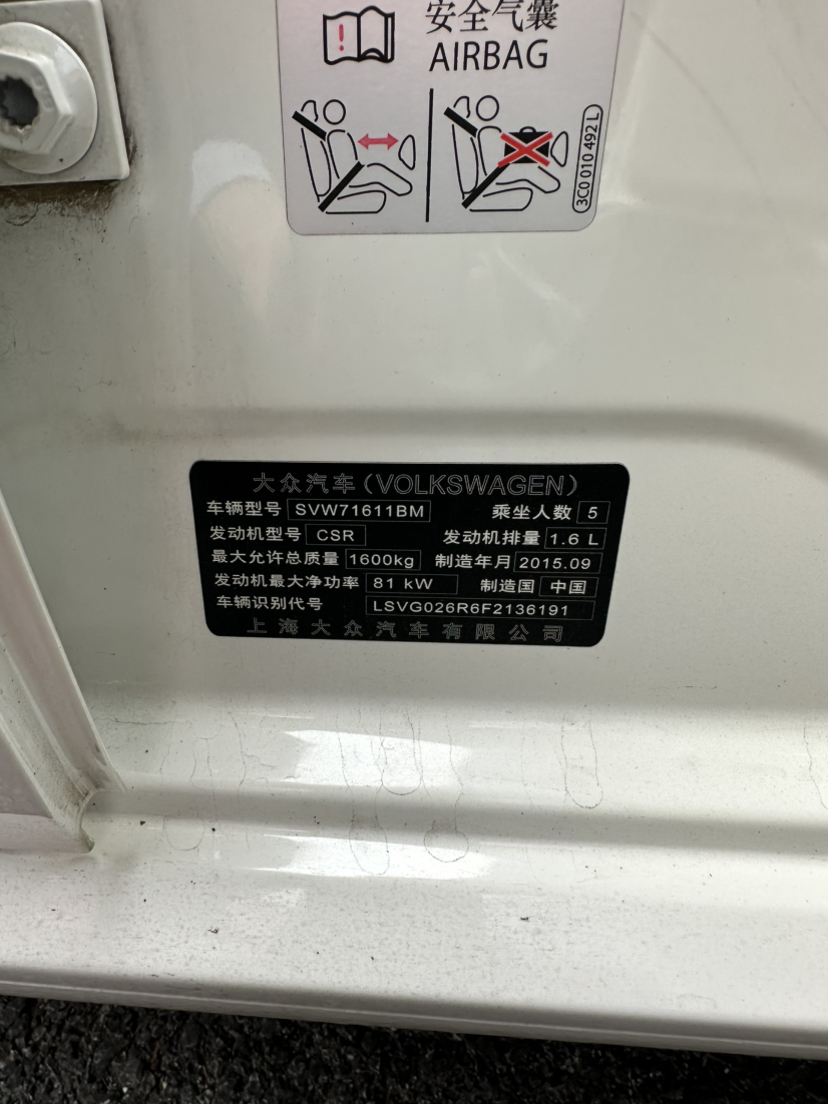 安全气囊
AIRBAG
3C0 010 492 L
大众汽车(VOLKSWAGEN)
车辆型号 SVW71611BM 乘坐人数 5
发动机型号 CSR 发动机排量 1.6 L
最大允许总质量 1600kg 制造年月 2015.09
发动机最大净功率 81 kW 制造国 中国
车辆识别代号 LSVG026R6F2136191
上海大众汽车有限公司